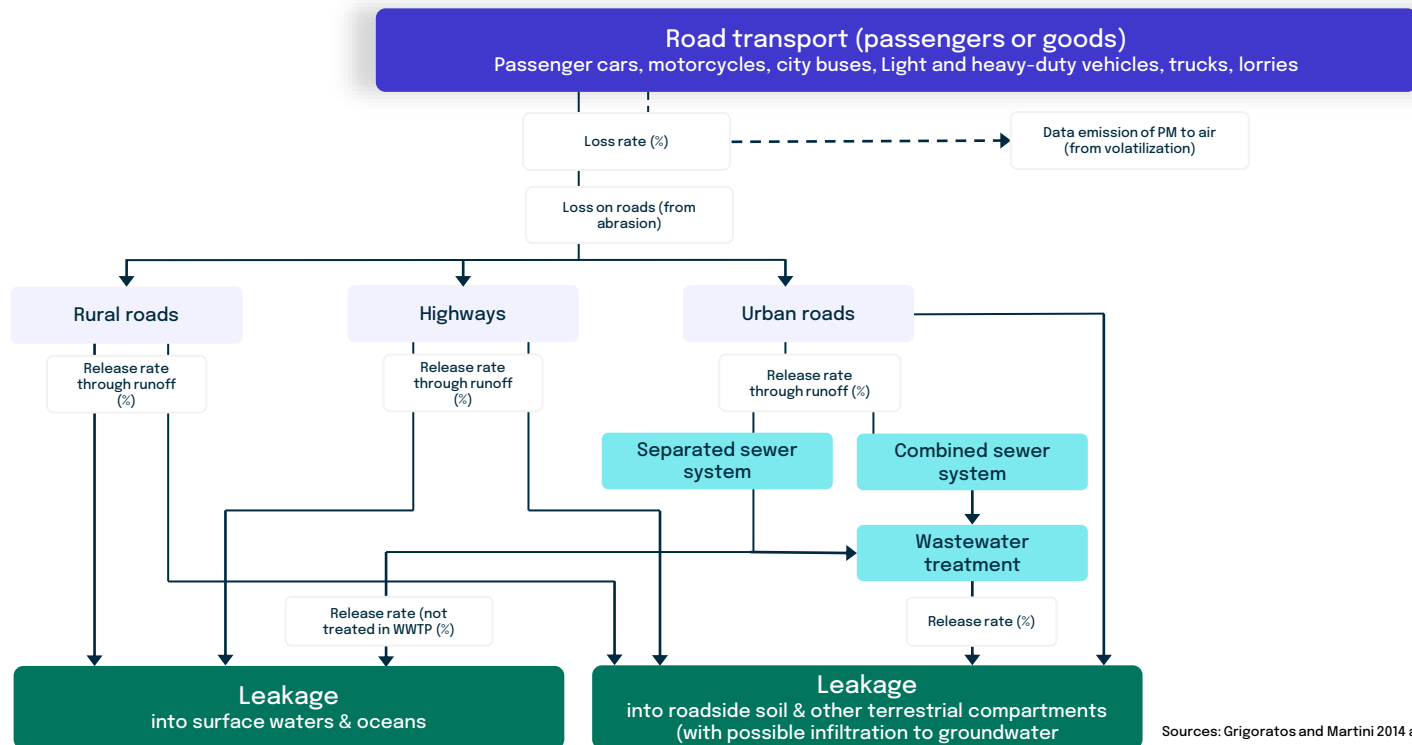 Road transport (passengers or goods)
Passenger cars, motorcycles, city buses, Light and heavy-duty vehicles, trucks, lorries
Loss rate (%)
Data emission of PM to air
(from volatilization)
Loss on roads (from
abrasion)
Rural roads
Highways
Urban roads
Release rate
through runoff
(%)
Release rate
through runoff
(%)
Release rate
through runoff (%)
Separated sewer
system
Combined sewer
system
Wastewater
treatment
Release rate (not
treated in WWTP (%)
Release rate (%)
Leakage
into surface waters & oceans
Leakage
into roadside soil & other terrestrial compartments
(with possible infiltration to groundwater
Sources: Grigoratos and Martini 2014 a